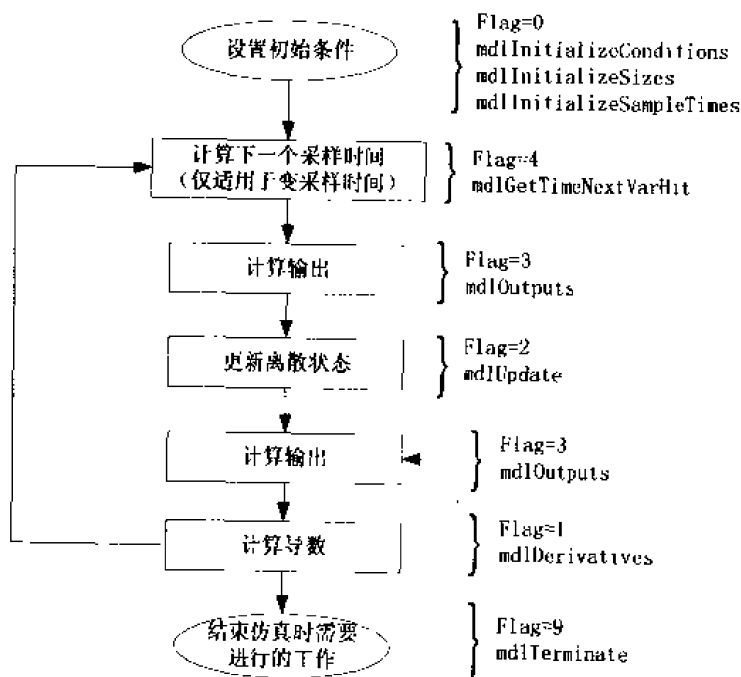 设置初始条件
Flag=0
mdlInitializeConditions
mdlInitializeSizes
mdlInitializeSampleTimes
计算下一个采样时间
(仅适用于变采样时间)
Flag=4
mdlGetTimeNextVarHit
计算输出
Flag=3
mdlOutputs
更新离散状态
Flag=2
mdlUpdate
计算输出
Flag=3
mdlOutputs
计算导数
Flag=1
mdlDerivatives
结束仿真时需要
进行的工作
Flag=9
mdlTerminate